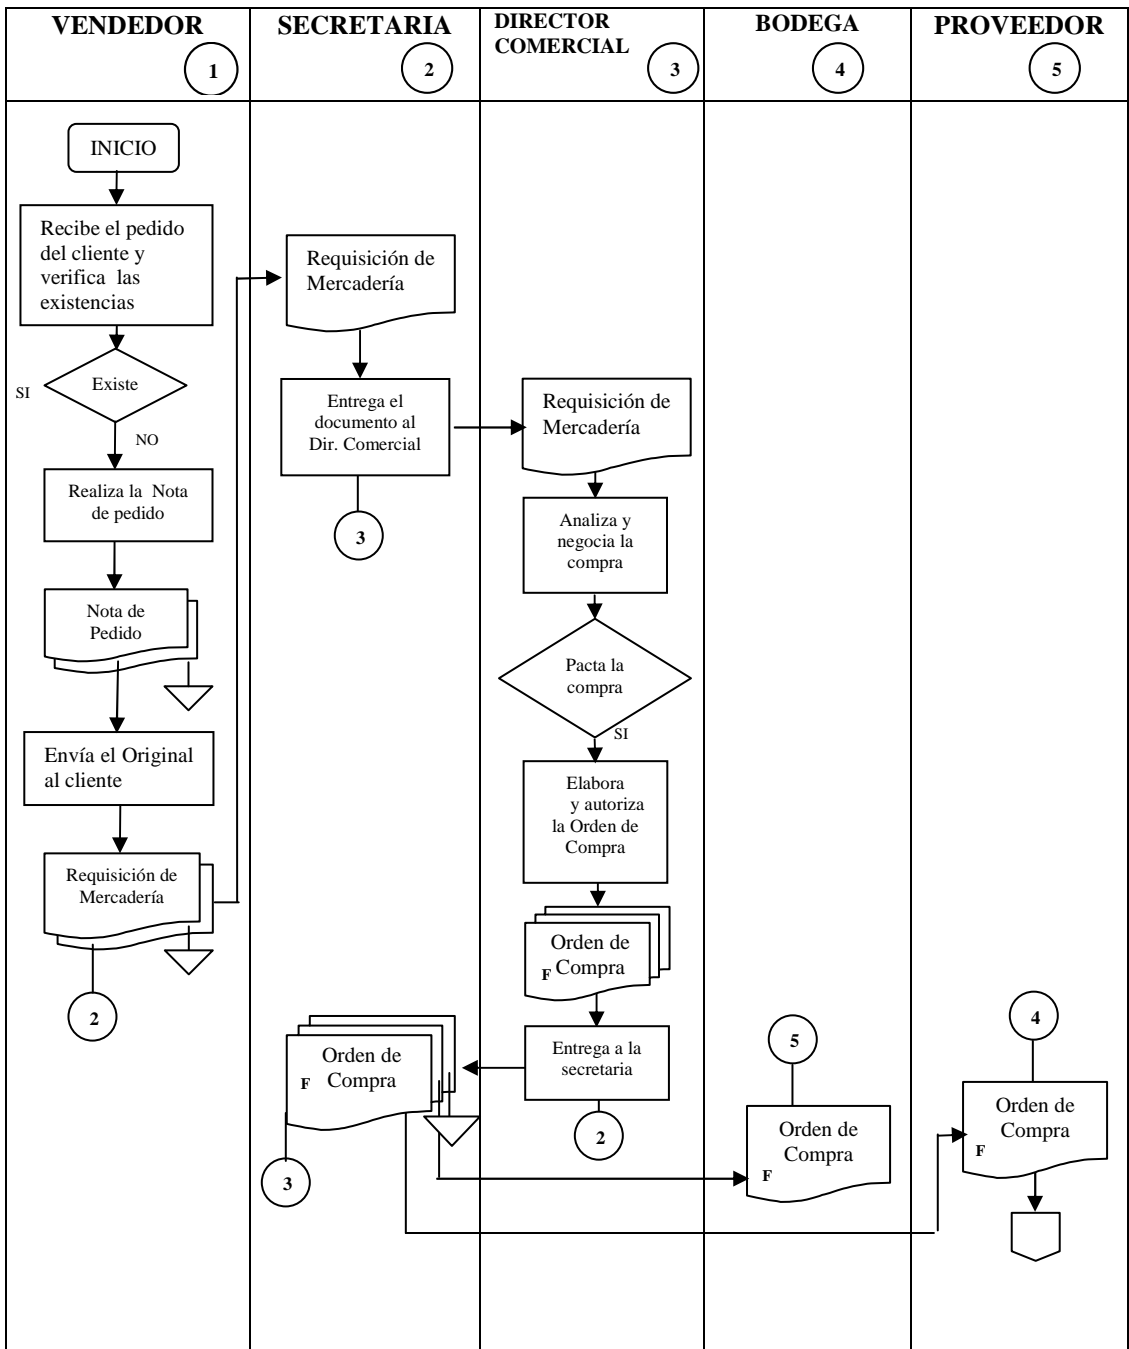 VENDEDOR
1
SECRETARIA
2
DIRECTOR
COMERCIAL
3
BODEGA
4
PROVEEDOR
5
INICIO
Recibe el pedido
del cliente y
verifica las
existencias
Existe
SI
NO
Realiza la Nota
de pedido
Nota de
Pedido
Envía el Original
al cliente
Requisición de
Mercadería
2
Requisición de
Mercadería
Entrega el
documento al
Dir. Comercial
3
Orden de
F Compra
3
Requisición de
Mercadería
Analiza y
negocia la
compra
Pacta la
compra
SI
Elabora
y autoriza
la Orden de
Compra
Orden de
F Compra
Entrega a la
secretaria
2
5
Orden de
Compra
F
4
Orden de
Compra
F